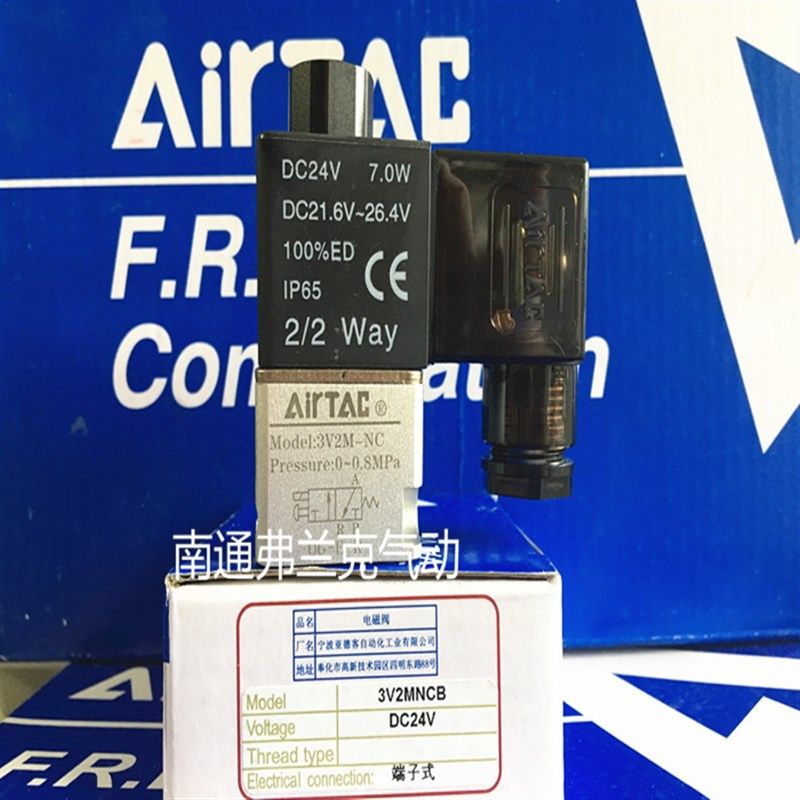 AIRTAC
F.R.
Com
nation
DC24V 7.0W
DC21.6V~26.4V
100%ED
IP65
CE
2/2 Way
AIRTAC
AIRTAC ®
Model:3V2M-NC
Pressure:0~0.8MPa
A
R P
南通弗兰克气动
品名 电磁阀
厂名 宁波亚德客自动化工业有限公司
地址 奉化市高新技术园区四明东路88号
Model 3V2MNCB
Voltage DC24V
Thread type
Electrical connection: 端子式
AIRTAC
F.R.